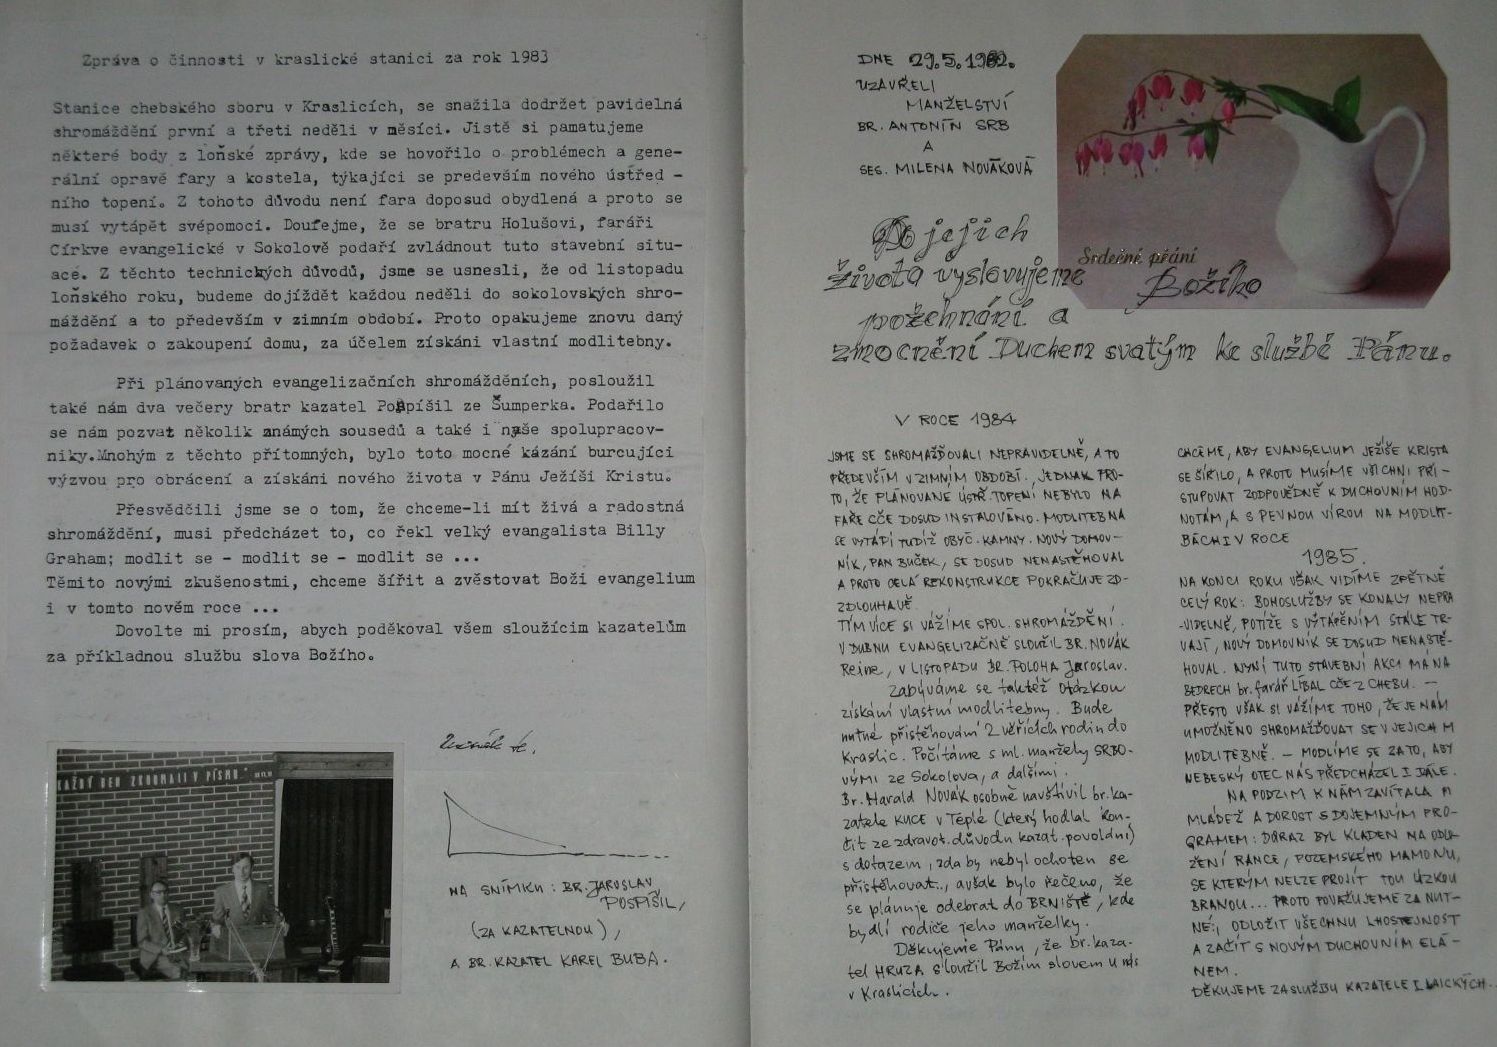 Zpráva o činnosti v kraslické stanici za rok 1983
Stanice chebského sboru v Kraslicích, se snažila dodržet pavidelná
shromáždění první a třeti neděli v měsíci. Jistě si pamatujeme
některé body z loňské zprávy, kde se hovořilo o problémech a gene-
rální opravě fary a kostela, týkajíci se predevším nového ústřed -
ního topení. Z tohoto důvodu není fara doposud obydlená a proto se
musí vytápět svépomoci. Doufejme, že se bratru Holušovi, faráři
Církve evangelické v Sokolově podaří zvládnout tuto stavební situ-
ace. Z těchto technických důvodů, jsme se usnesli, že od listopadu
loňského roku, budeme dojíždět každou neděli do sokolovských shro-
máždění a to především v zimním období. Proto opakujeme znovu daný
požadavek o zakoupení domu, za účelem získáni vlastní modlitebny.
Při plánovaných evangelizačních shromážděních, posloužil
také nám dva večery bratr kazatel Pospíšil ze Šumperka. Podařilo
se nám pozvat několik známých sousedů a také i naše spolupracov-
niky.Mnohým z těchto přítomných, bylo toto mocné kázání burcujíci
výzvou pro obrácení a získáni nového života v Pánu Ježíši Kristu.
Přesvědčili jsme se o tom, že chceme-li mít živá a radostná
shromáždění, musi předcházet to, co řekl velký evangalista Billy
Graham; modlit se - modlit se - modlit se ...
Těmito novými zkušenostmi, chceme šířit a zvěstovat Boži evangelium
i v tomto novém roce ...
Dovolte mi prosím, abych poděkoval všem sloužícim kazatelům
za příkladnou službu slova Božího.
KAŽDÝ DEN ZKOUMALI V PÍSMU.
NA SNÍMKU: BR. JAROSLAV
POSPÍŠIL,
(ZA KAZATELNOU),
A BR. KAZATEL KAREL BUBA.
DNE 29.5.1982.
UZAVŘELI
MANŽELSTVÍ
BR. ANTONÍN SRB
A
SES. MILENA NOVÁKOVÁ
Srdečné přání
Do jejich
života vyslovujeme Božího
požehnání a
zmocnění Duchem svatým ke službě Pánu.
V ROCE 1984
JSME SE SHROMAŽĎOVALI NEPRAVIDELNĚ, A TO
PŘEDEVŠÍM V ZIMNÍM OBDOBÍ. JEDNAK PRO-
TO, ŽE PLÁNOVANÉ ÚSTŘ. TOPENÍ NEBYLO NA
FAŘE CČE DOSUD INSTALOVÁNO. MODLITEBNA
SE VYTÁPÍ TUDÍŽ OBYČ. KAMNY. NOVÝ DOMOV-
NÍK, PAN BUČEK, SE DOSUD NENASTĚHOVAL
A PROTO CELÁ REKONSTRUKCE POKRAČUJE ZD-
ZDLOUHAVĚ.
TÍM VÍCE SI VÁŽÍME SPOL. SHROMÁŽDĚNÍ.
V DUBNU EVANGELIZAČNĚ SLOUŽIL BR. NOVÁK
Reine, V LISTOPADU BR. POLOHA Jaroslav.
Zabýváme se taktéž otázkou
získání vlastní modlitebny. Bude
nutné přistěhování 2 věřících rodin do
Kraslic. Počítáme s ml. manžely SRBO-
VÝMI ze Sokolova, a dalšími.
Br. Harald NOVÁK osobně navštívil br. ka-
zatele KUCE v Teplé (který hodlal kon-
čit ze zdravot. důvodu kazat. povolání)
s dotazem, zda by nebyl ochoten se
přistěhovat, avšak bylo řečeno, že
se plánuje odebrat do BRNIŠTĚ, kde
bydlí rodiče jeho manželky.
Děkujeme Pánu, že br. kaza-
tel HRUZA sloužil Božím slovem u nás
v Kraslicích.
CHCEME, ABY EVANGELIUM JEŽÍŠE KRISTA
SE ŠÍŘILO, A PROTO MUSÍME VŠICHNI PŘI-
STUPOVAT ZODPOVĚDNĚ K DUCHOVNÍM HOD-
NOTÁM, A S PEVNOU VÍROU NA MODLIT-
BÁCH I V ROCE
1985.
NA KONCI ROKU VŠAK VIDÍME ZPĚTNĚ
CELÝ ROK: BOHOSLUŽBY SE KONALY NEPRA
-VIDELNĚ, POTÍŽE S VYTÁPĚNÍM STÁLE TR-
VAJÍ, NOVÝ DOMOVNÍK SE DOSUD NENASTĚ-
HOVAL. NYNÍ TUTO STAVEBNÍ AKCI MÁ NA
BEDRECH br. farář LÍBAL CČE Z CHEBU. —
PŘESTO VŠAK SI VÁŽÍME TOHO, ŽE JE NÁM
UMOŽNĚNO SHROMAŽĎOVAT SE V JEJICH
MODLITEBNĚ. — MODLÍME SE ZA TO, ABY
NEBESKÝ OTEC NÁS PŘEDCHÁZEL I DÁLE.
NA PODZIM K NÁM ZAVÍTALA
MLÁDEŽ A DOROST S DOJEMNÝM PRO-
GRAMEM: DŮRAZ BYL KLADEN NA ODLO-
ŽENÍ RANCE, POZEMSKÉHO MAMONU,
SE KTERÝM NELZE PROJÍT TOU ÚZKOU
BRANOU... PROTO POVAŽUJEME ZA NUT-
NÉ:, ODLOŽIT VŠECHNU LHOSTEJNOST
A ZAČÍT S NOVÝM DUCHOVNÍM ELÁ-
NEM.
DĚKUJEME ZA SLUŽBU KAZATELE I LAICKÝCH..